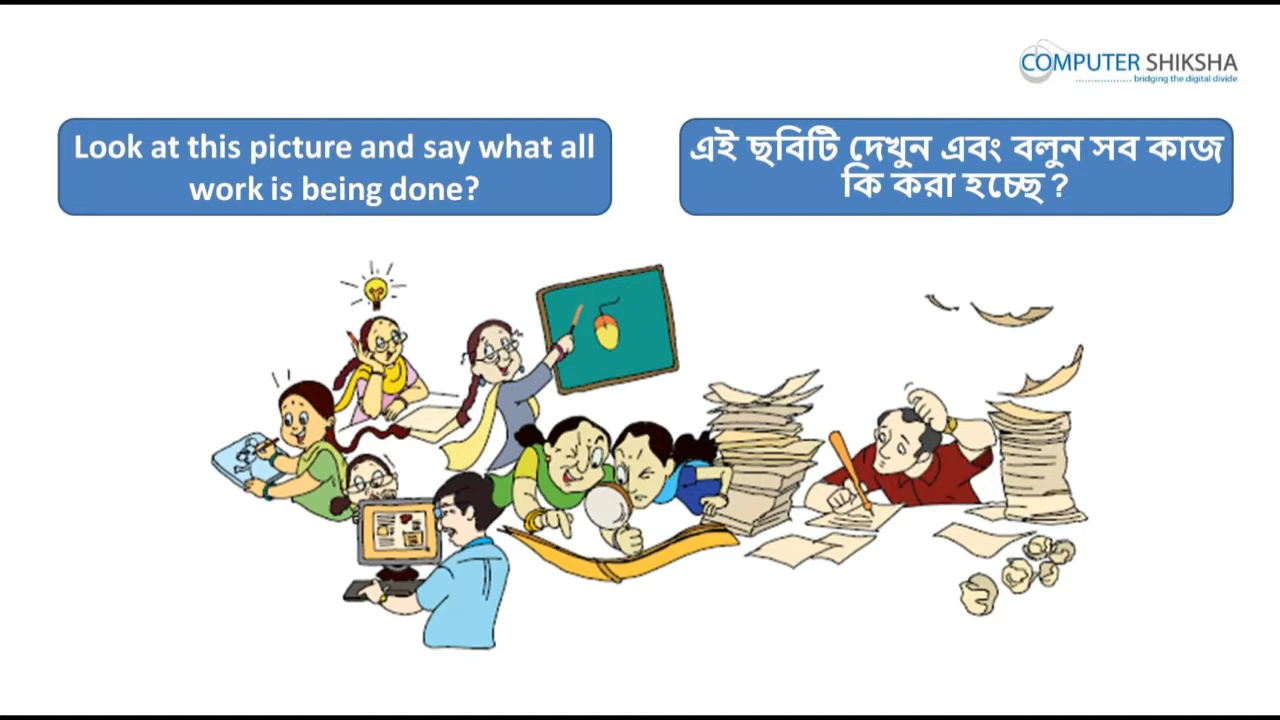 COMPUTER SHIKSHA
bridging the digital divide
Look at this picture and say what all
work is being done?
এই ছবিটি দেখুন এবং বলুন সব কাজ
কি করা হচ্ছে ?